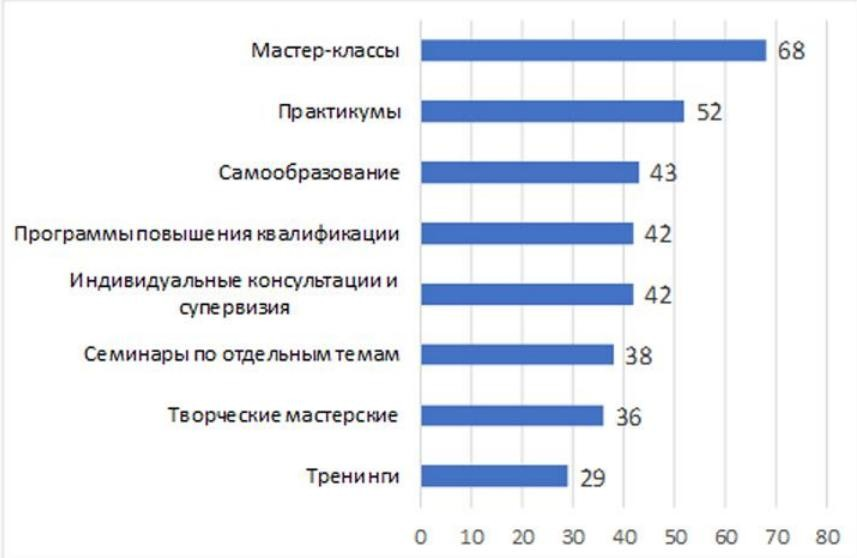 Мастер-классы 68
Практикумы 52
Самообразование 43
Программы повышения квалификации 42
Индивидуальные консультации и
супервизия 42
Семинары по отдельным темам 38
Творческие мастерские 36
Тренинги 29
0 10 20 30 40 50 60 70 80